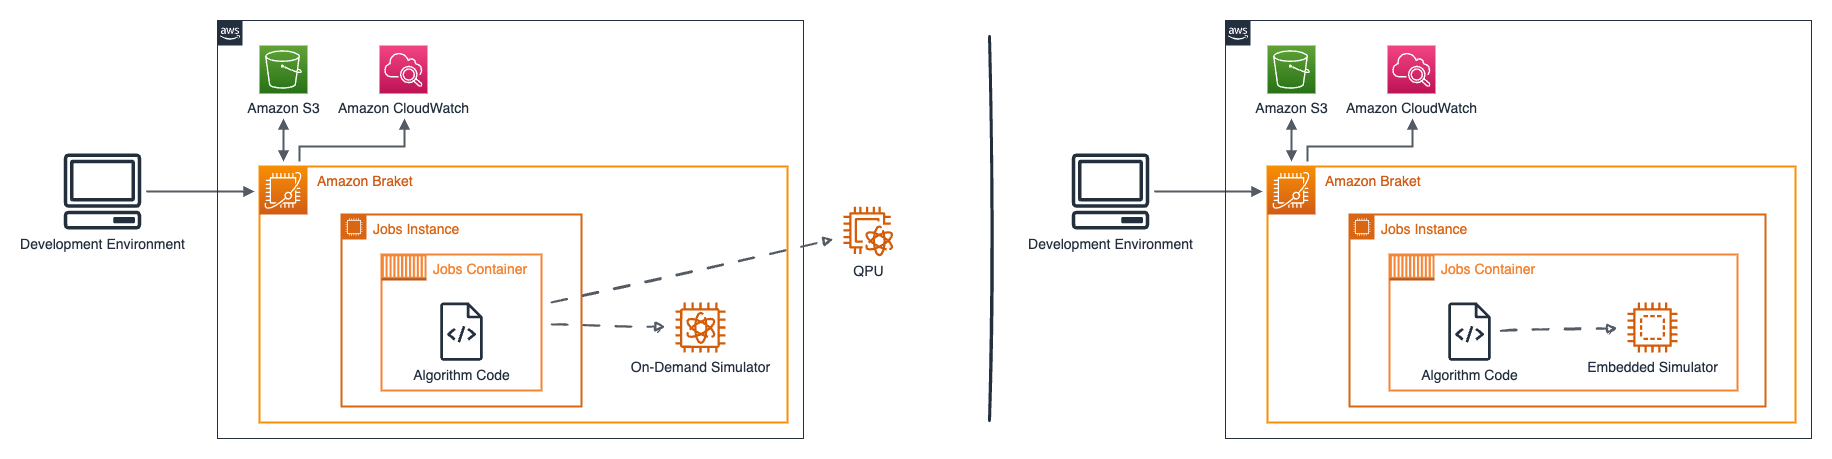 aws
Amazon S3
Amazon CloudWatch
Amazon Braket
Development Environment
Jobs Instance
Jobs Container
</>
Algorithm Code
On-Demand Simulator
QPU
aws
Amazon S3
Amazon CloudWatch
Amazon Braket
Development Environment
Jobs Instance
Jobs Container
</>
Algorithm Code
Embedded Simulator